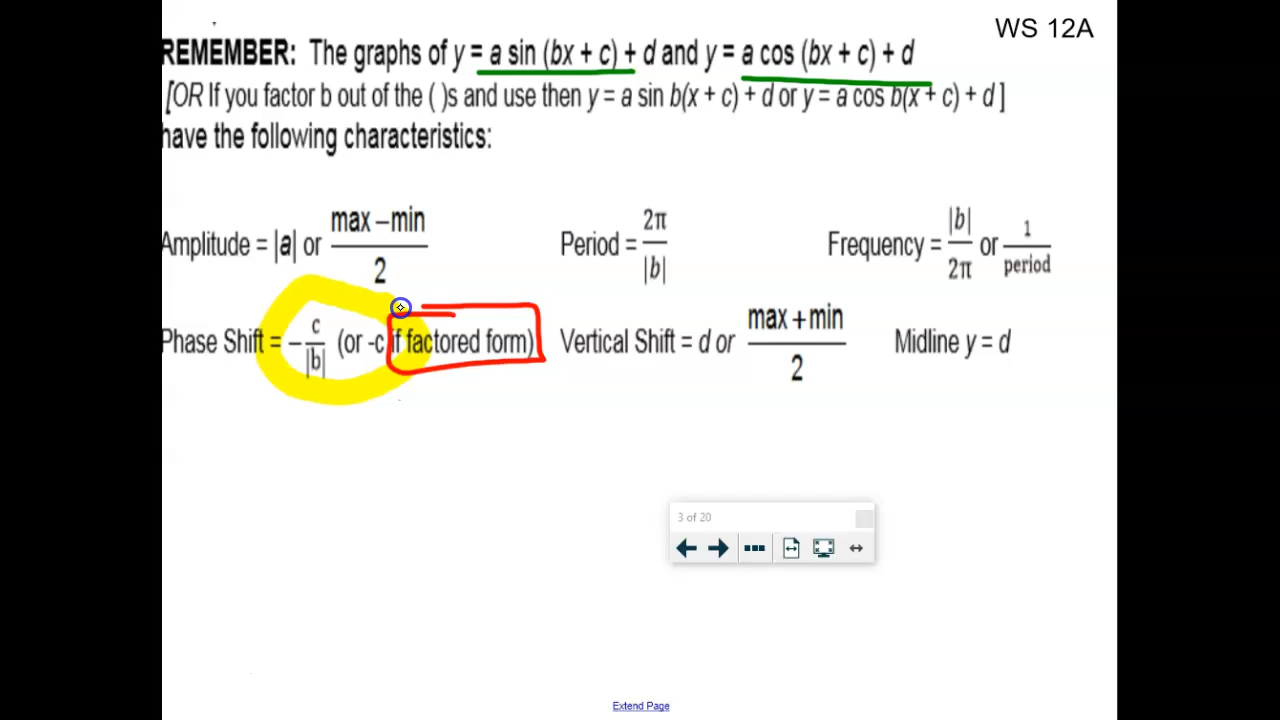 WS 12A
REMEMBER: The graphs of y = a sin (bx + c) + d and y = a cos (bx + c) + d
[OR If you factor b out of the ( )s and use then y = a sin b(x + c) + d or y = a cos b(x + c) + d ]
have the following characteristics:
Amplitude = |a| or (max – min)/2 Period = 2π/|b| Frequency = |b|/2π or 1/period
Phase Shift = – c/|b| (or -c if factored form) Vertical Shift = d or (max + min)/2 Midline y = d
3 of 20
Extend Page